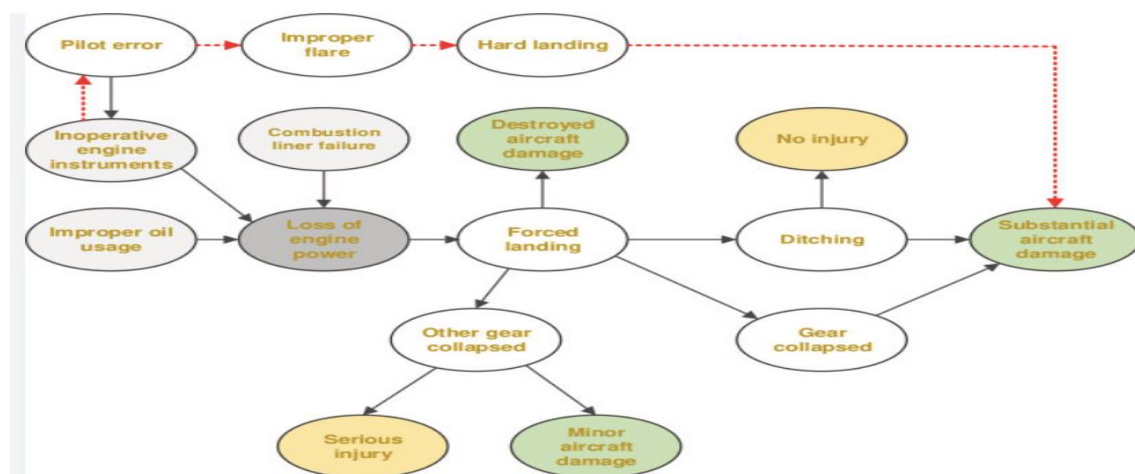 Pilot error
Improper
flare
Hard landing
Inoperative
engine
instruments
Combustion
liner failure
Destroyed
aircraft
damage
No injury
Improper oil
usage
Loss of
engine
power
Forced
landing
Ditching
Substantial
aircraft
damage
Other gear
collapsed
Gear
collapsed
Serious
injury
Minor
aircraft
damage